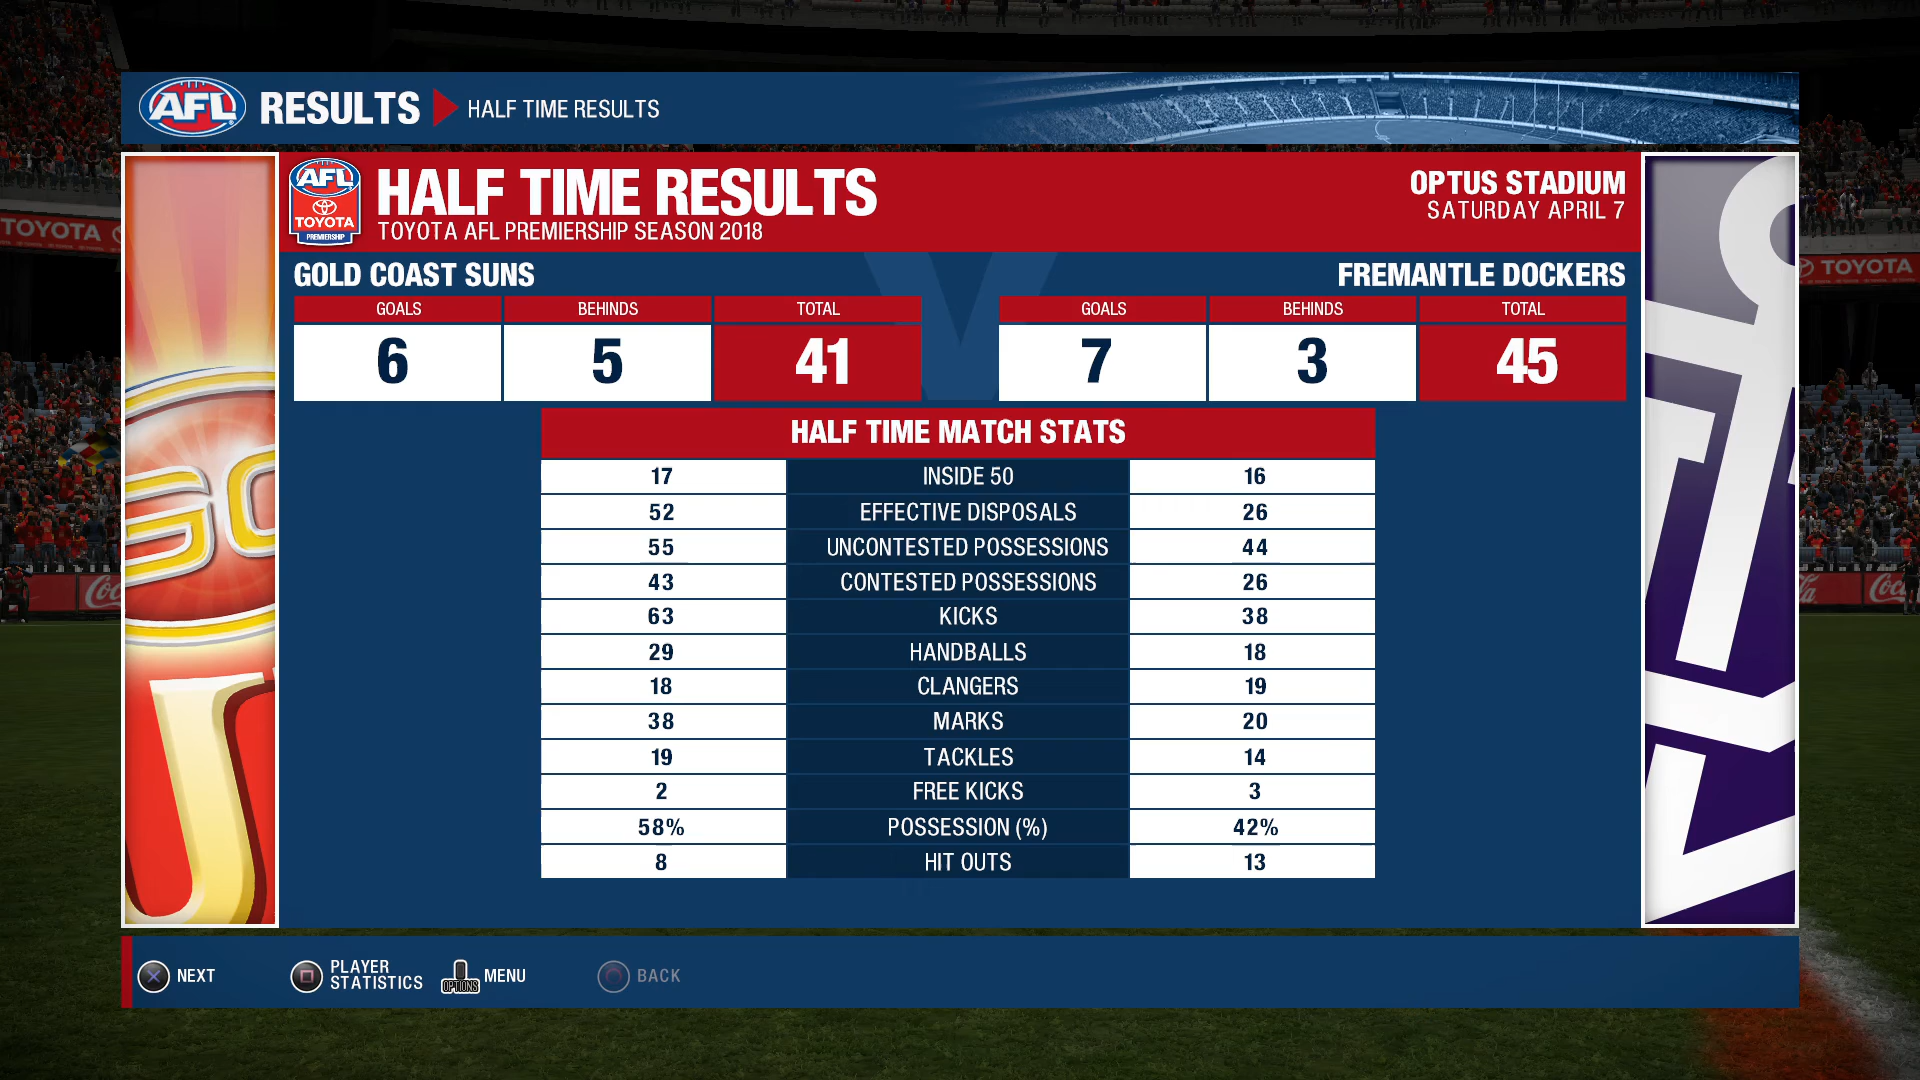 AFL RESULTS HALF TIME RESULTS
AFL TOYOTA PREMIERSHIP
HALF TIME RESULTS
TOYOTA AFL PREMIERSHIP SEASON 2018
OPTUS STADIUM
SATURDAY APRIL 7
TOYOTA
TOYOTA
GOLD COAST SUNS
FREMANTLE DOCKERS
GOALS BEHINDS TOTAL
GOALS BEHINDS TOTAL
6 5 41
7 3 45
HALF TIME MATCH STATS
17 INSIDE 50 16
52 EFFECTIVE DISPOSALS 26
55 UNCONTESTED POSSESSIONS 44
43 CONTESTED POSSESSIONS 26
63 KICKS 38
29 HANDBALLS 18
18 CLANGERS 19
38 MARKS 20
19 TACKLES 14
2 FREE KICKS 3
58% POSSESSION (%) 42%
8 HIT OUTS 13
NEXT
PLAYER
STATISTICS
OPTIONS MENU
BACK